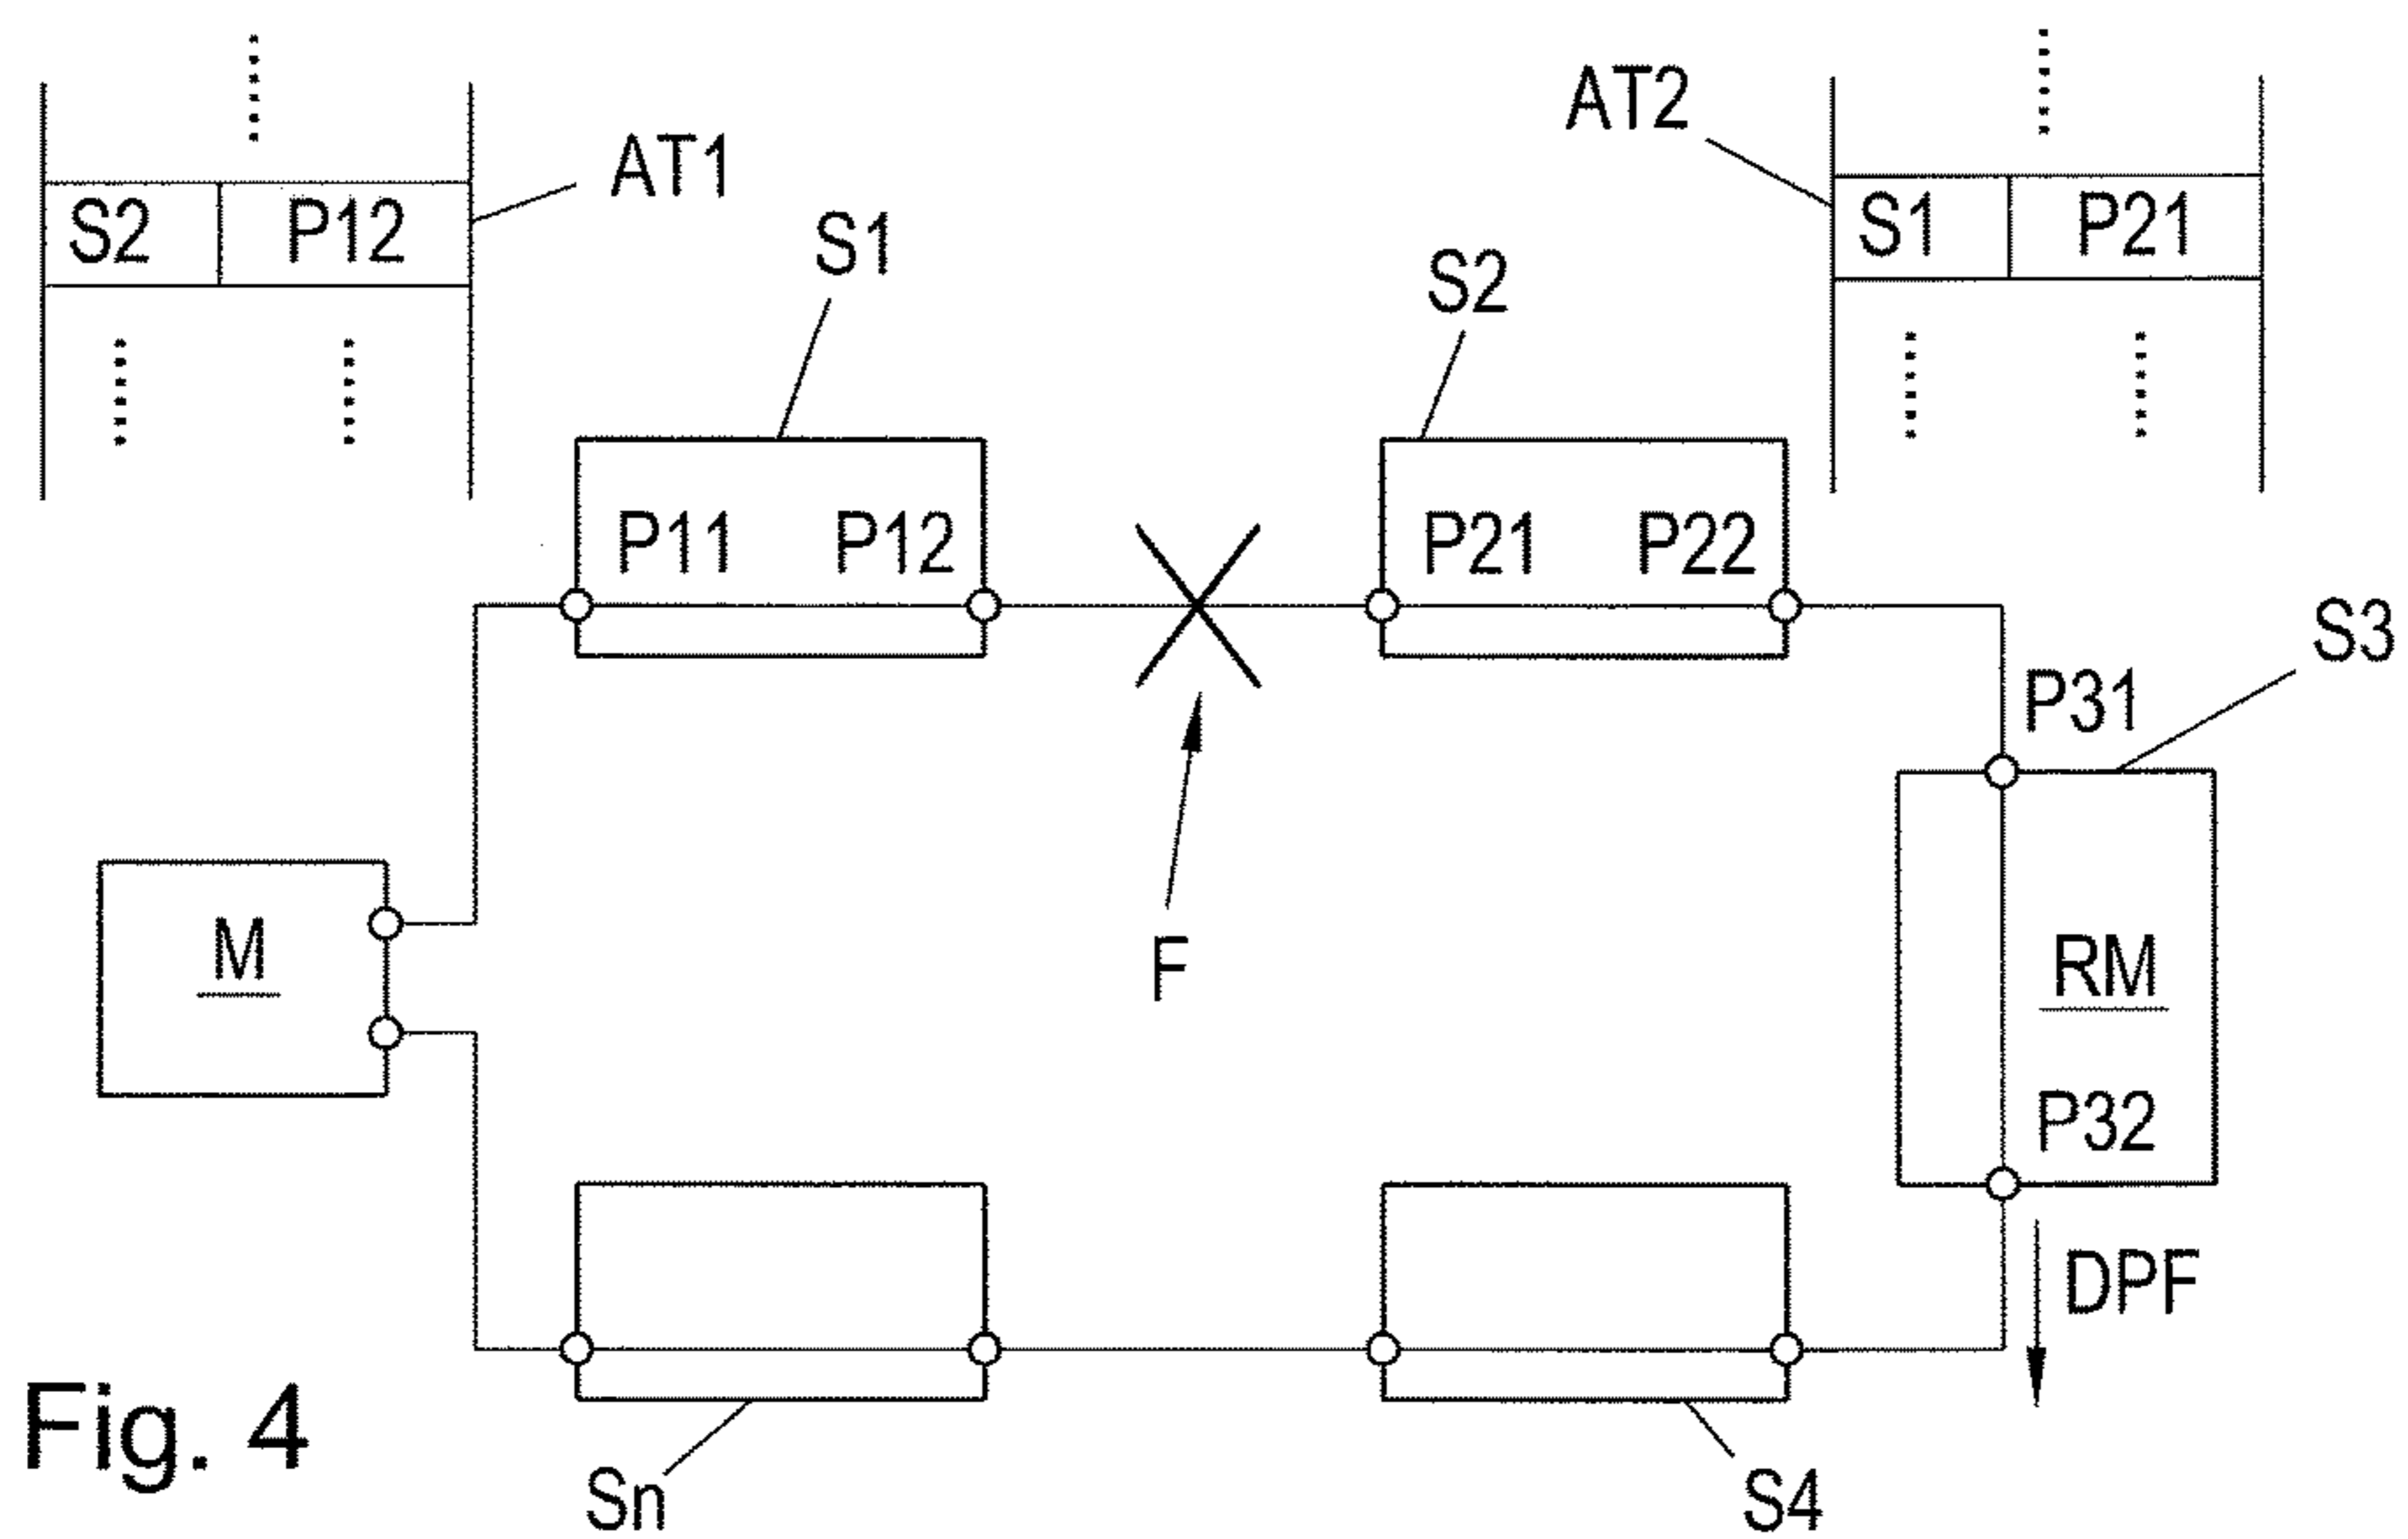 AT2
AT1
S2 P12
S1 P21
S1
S2
P11 P12
P21 P22
S3
P31
M
F
RM
P32
DPF
Fig. 4
Sn
S4